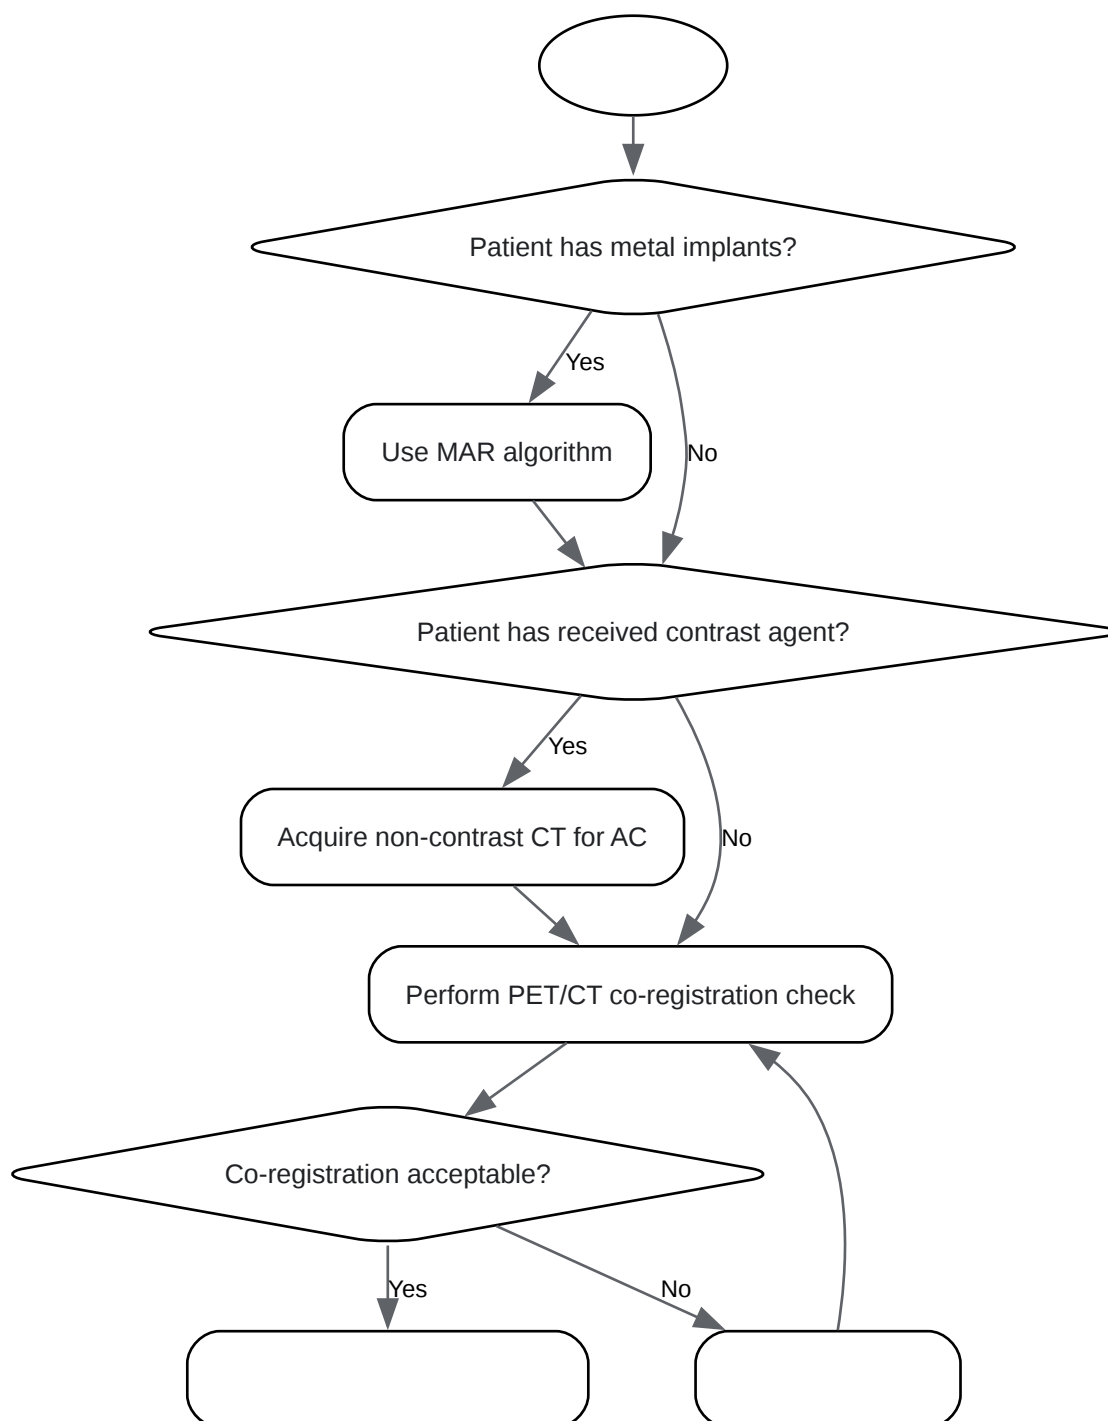 Patient has metal implants?
Yes
Use MAR algorithm
No
Patient has received contrast agent?
Yes
Acquire non-contrast CT for AC
No
Perform PET/CT co-registration check
Co-registration acceptable?
Yes
No